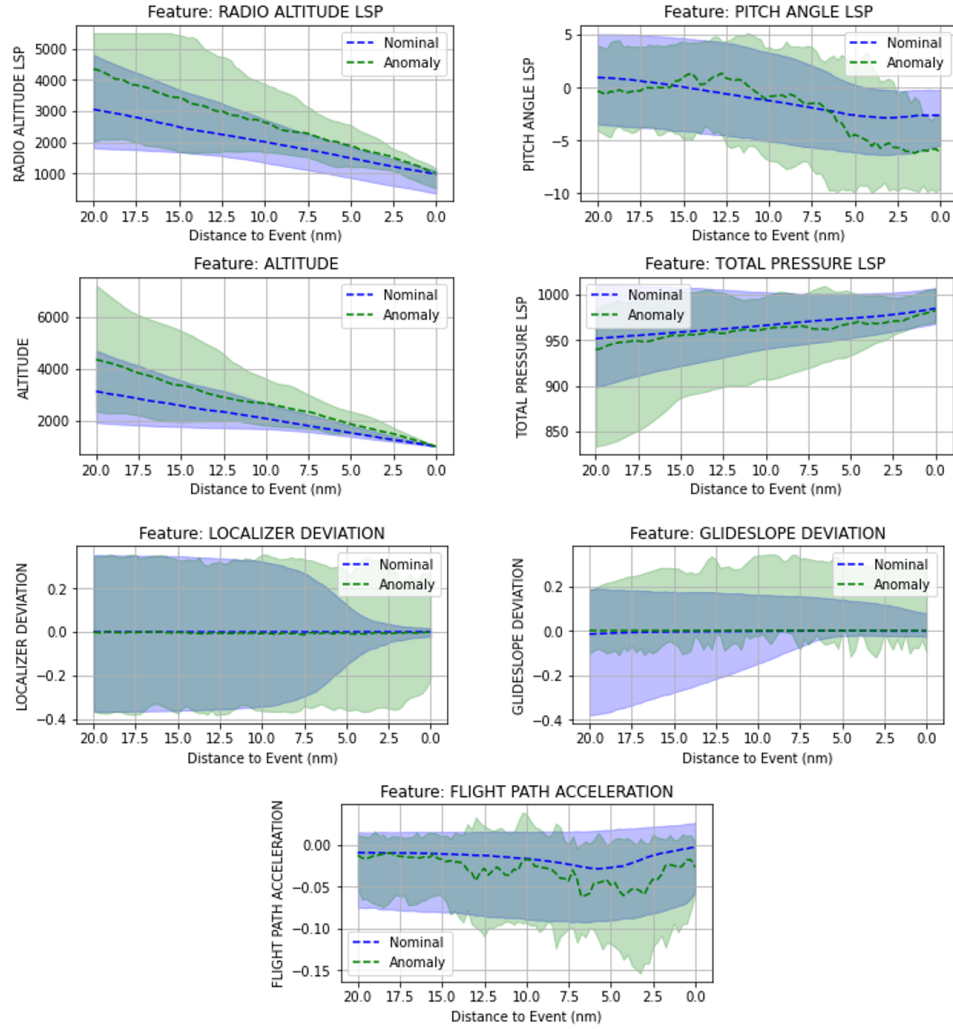 Feature: RADIO ALTITUDE LSP
RADIO ALTITUDE LSP
5000
4000
3000
2000
1000
Nominal
Anomaly
20.0 17.5 15.0 12.5 10.0 7.5 5.0 2.5 0.0
Distance to Event (nm)
Feature: PITCH ANGLE LSP
PITCH ANGLE LSP
5
0
−5
−10
Nominal
Anomaly
20.0 17.5 15.0 12.5 10.0 7.5 5.0 2.5 0.0
Distance to Event (nm)
Feature: ALTITUDE
ALTITUDE
6000
4000
2000
Nominal
Anomaly
20.0 17.5 15.0 12.5 10.0 7.5 5.0 2.5 0.0
Distance to Event (nm)
Feature: TOTAL PRESSURE LSP
TOTAL PRESSURE LSP
1000
950
900
850
Nominal
Anomaly
20.0 17.5 15.0 12.5 10.0 7.5 5.0 2.5 0.0
Distance to Event (nm)
Feature: LOCALIZER DEVIATION
LOCALIZER DEVIATION
0.2
0.0
−0.2
−0.4
Nominal
Anomaly
20.0 17.5 15.0 12.5 10.0 7.5 5.0 2.5 0.0
Distance to Event (nm)
Feature: GLIDESLOPE DEVIATION
GLIDESLOPE DEVIATION
0.2
0.0
−0.2
−0.4
Nominal
Anomaly
20.0 17.5 15.0 12.5 10.0 7.5 5.0 2.5 0.0
Distance to Event (nm)
Feature: FLIGHT PATH ACCELERATION
FLIGHT PATH ACCELERATION
0.00
−0.05
−0.10
−0.15
Nominal
Anomaly
20.0 17.5 15.0 12.5 10.0 7.5 5.0 2.5 0.0
Distance to Event (nm)